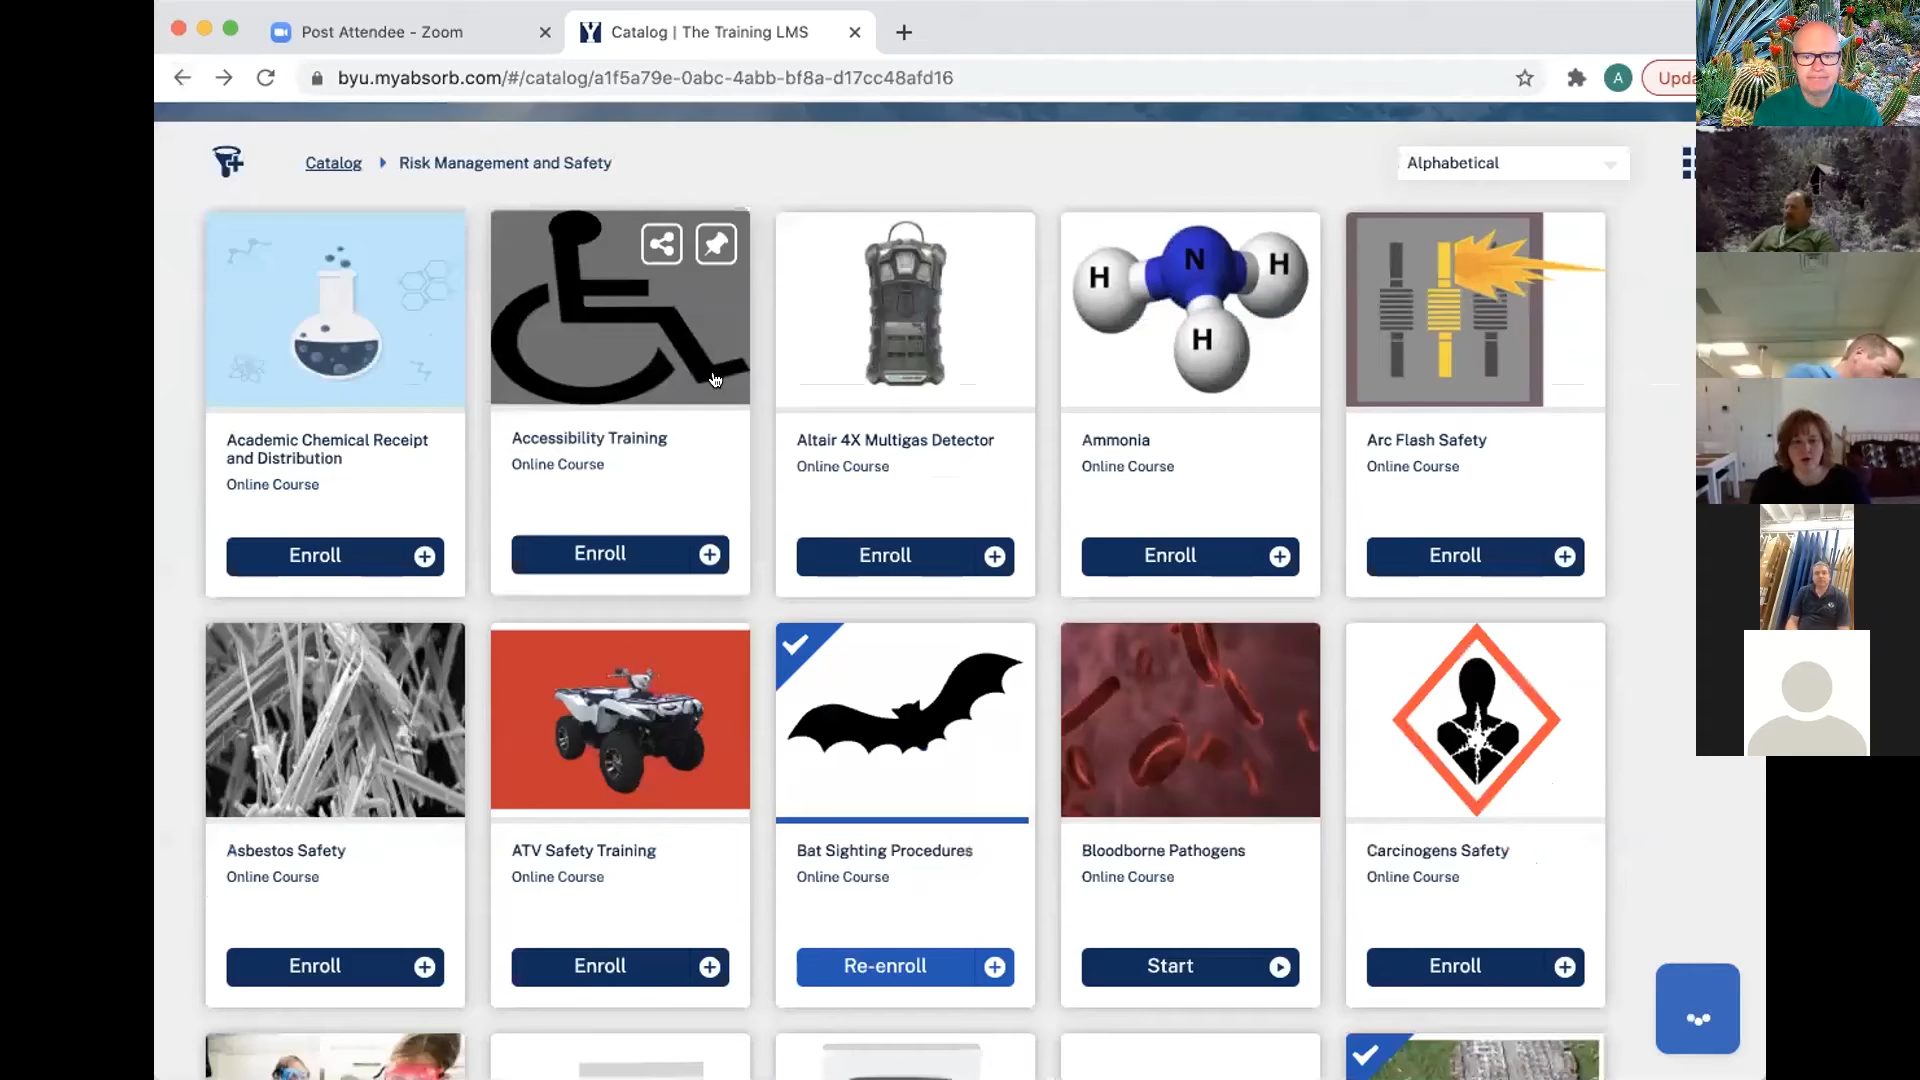 Post Attendee - Zoom
Catalog | The Training LMS
byu.myabsorb.com/#/catalog/a1f5a79e-0abc-4abb-bf8a-d17cc48afd16
A
Upda
Catalog
Risk Management and Safety
Alphabetical
H
N
H
H
Academic Chemical Receipt
and Distribution
Online Course
Enroll
Accessibility Training
Online Course
Enroll
Altair 4X Multigas Detector
Online Course
Enroll
Ammonia
Online Course
Enroll
Arc Flash Safety
Online Course
Enroll
Asbestos Safety
Online Course
Enroll
ATV Safety Training
Online Course
Enroll
Bat Sighting Procedures
Online Course
Re-enroll
Bloodborne Pathogens
Online Course
Start
Carcinogens Safety
Online Course
Enroll